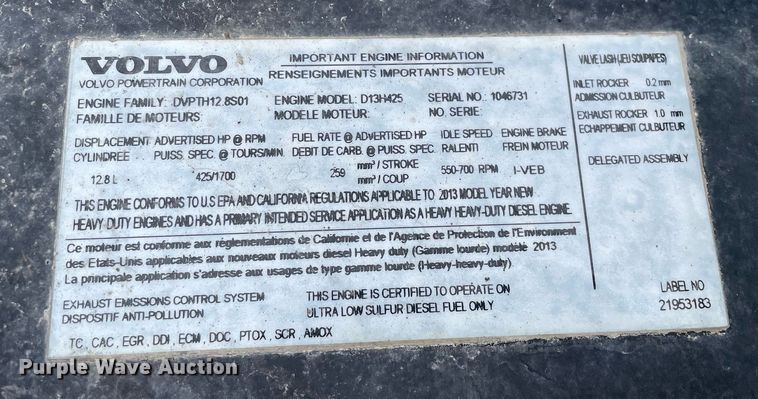 VOLVO
VOLVO POWERTRAIN CORPORATION
IMPORTANT ENGINE INFORMATION
RENSEIGNEMENTS IMPORTANTS MOTEUR
ENGINE FAMILY: DVPTH12.8S01 ENGINE MODEL: D13H425 SERIAL NO: 1046731
FAMILLE DE MOTEURS: MODELE MOTEUR: NO. SERIE:
DISPLACEMENT ADVERTISED HP @ RPM FUEL RATE @ ADVERTISED HP IDLE SPEED ENGINE BRAKE
CYLINDREE PUISS. SPEC. @ TOURS/MIN. DEBIT DE CARB. @ PUISS. SPEC. RALENTI FREIN MOTEUR
12.8 L 425/1700 259 mm³ / STROKE 550-700 RPM I-VEB
mm³ / COUP
THIS ENGINE CONFORMS TO U.S EPA AND CALIFORNIA REGULATIONS APPLICABLE TO 2013 MODEL YEAR NEW
HEAVY-DUTY ENGINES AND HAS A PRIMARY INTENDED SERVICE APPLICATION AS A HEAVY HEAVY-DUTY DIESEL ENGINE.
Ce moteur est conforme aux réglementations de Californie et de l'Agence de Protection de l'Environment
des Etats-Unis applicables aux nouveaux moteurs diesel Heavy duty (Gamme lourde) modèle 2013
La principale application s'adresse aux usages de type gamme lourde (Heavy-heavy-duty).
EXHAUST EMISSIONS CONTROL SYSTEM
DISPOSITIF ANTI-POLLUTION
THIS ENGINE IS CERTIFIED TO OPERATE ON
ULTRA LOW SULFUR DIESEL FUEL ONLY
TC, CAC, EGR, DDI, ECM, DOC, PTOX, SCR, AMOX
VALVE LASH (JEU SOUPAPES)
INLET ROCKER 0.2 mm
ADMISSION CULBUTEUR
EXHAUST ROCKER 1.0 mm
ECHAPPEMENT CULBUTEUR
DELEGATED ASSEMBLY
LABEL NO
21953183
Purple Wave Auction